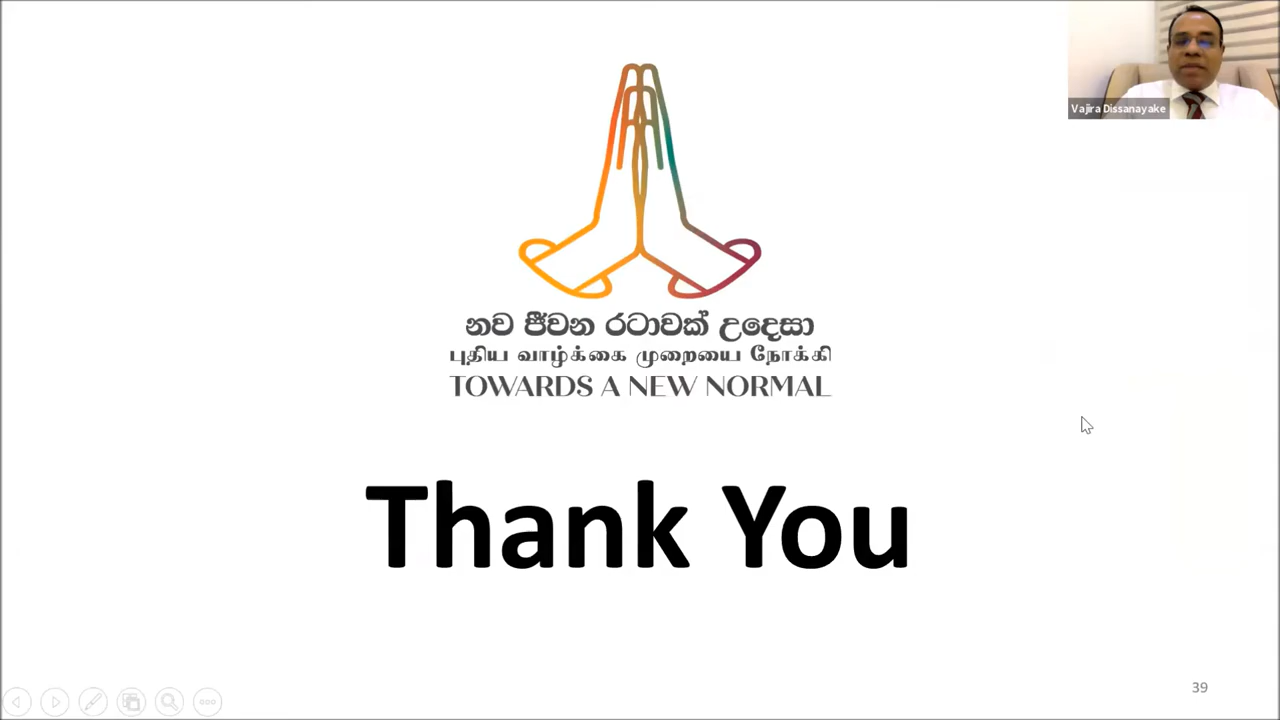 Vajira Dissanayake
නව ජීවන රටාවක් උදෙසා
புதிய வாழ்க்கை முறையை நோக்கி
TOWARDS A NEW NORMAL
Thank You
39